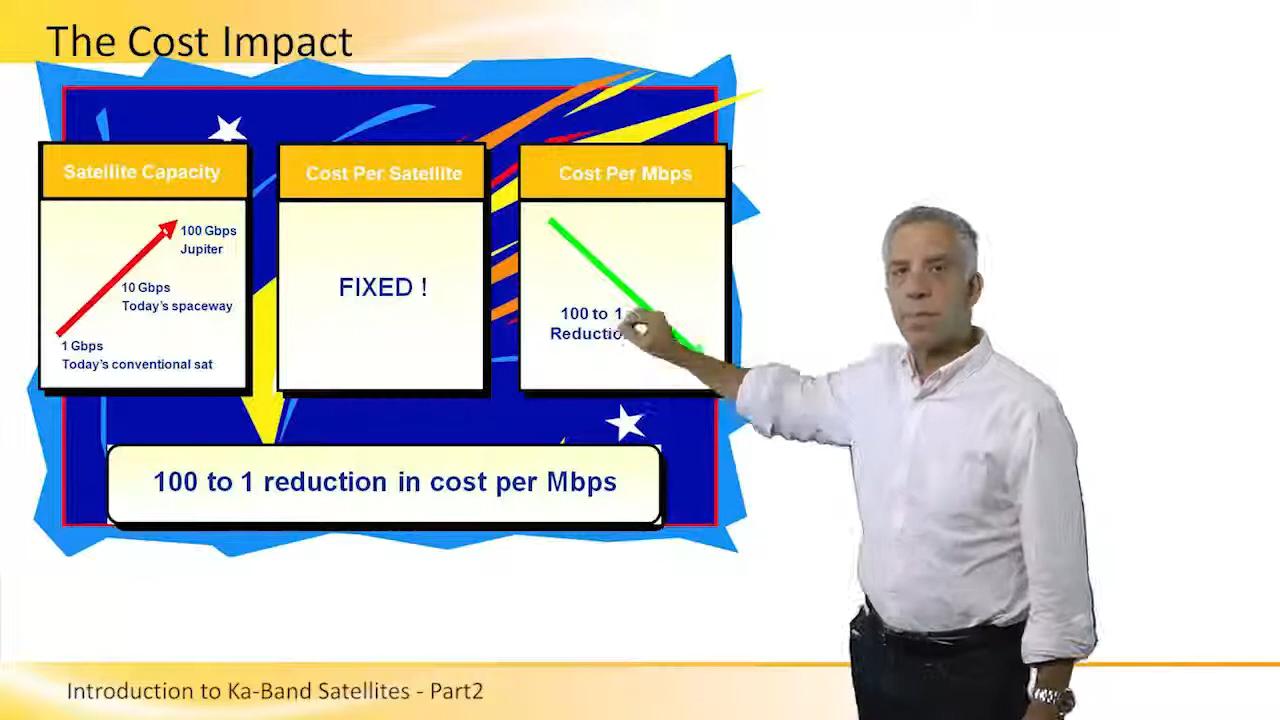 The Cost Impact
Satellite Capacity
100 Gbps
Jupiter
10 Gbps
Today's spaceway
1 Gbps
Today's conventional sat
Cost Per Satellite
FIXED !
Cost Per Mbps
100 to 1
Reductio
100 to 1 reduction in cost per Mbps
Introduction to Ka-Band Satellites - Part2